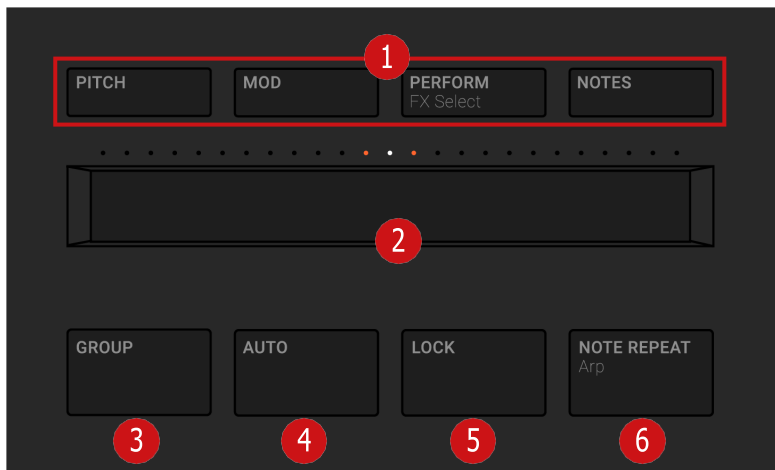 1
PITCH
MOD
PERFORM
FX Select
NOTES
2
GROUP
AUTO
LOCK
NOTE REPEAT
Arp
3
4
5
6